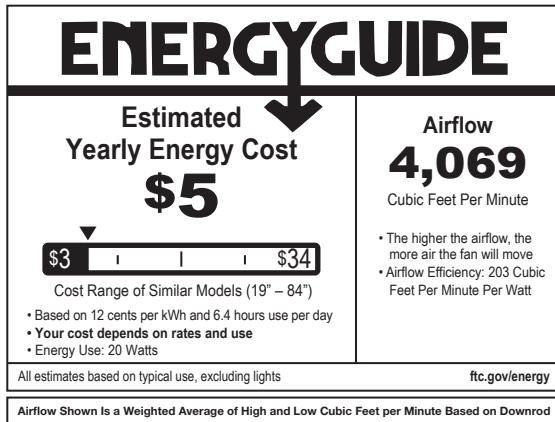 ENERGYGUIDE
Estimated
Yearly Energy Cost
$5
$3 $34
Cost Range of Similar Models (19” – 84”)
• Based on 12 cents per kWh and 6.4 hours use per day
• Your cost depends on rates and use
• Energy Use: 20 Watts
Airflow
4,069
Cubic Feet Per Minute
• The higher the airflow, the
more air the fan will move
• Airflow Efficiency: 203 Cubic
Feet Per Minute Per Watt
All estimates based on typical use, excluding lights
ftc.gov/energy
Airflow Shown Is a Weighted Average of High and Low Cubic Feet per Minute Based on Downrod